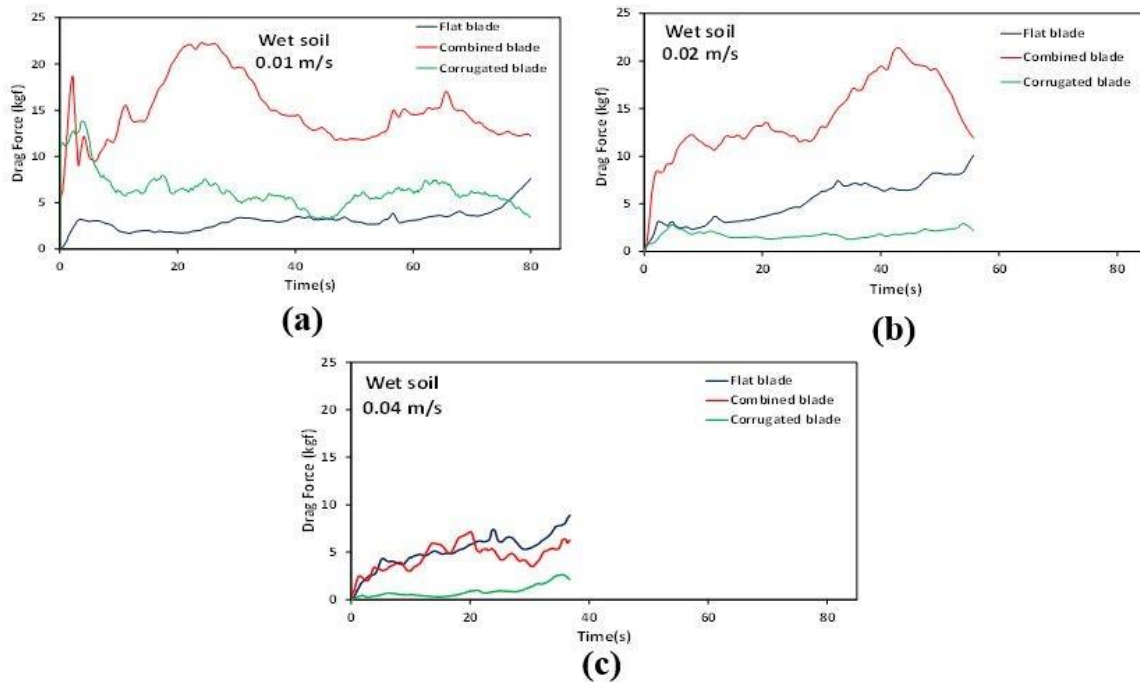 Wet soil
0.01 m/s
Flat blade
Combined blade
Corrugated blade
Drag Force (kgf)
25
20
15
10
5
0
0 20 40 60 80
Time(s)
(a)
Wet soil
0.02 m/s
Flat blade
Combined blade
Corrugated blade
Drag Force (kgf)
25
20
15
10
5
0
0 20 40 60 80
Time(s)
(b)
Wet soil
0.04 m/s
Flat blade
Combined blade
Corrugated blade
Drag Force (kgf)
25
20
15
10
5
0
0 20 40 60 80
Time(s)
(c)